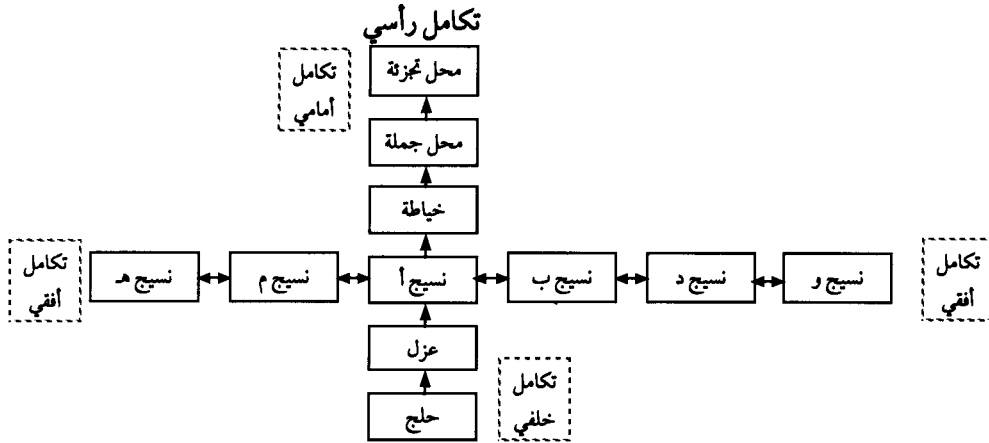 تكامل رأسي
محل تجزئة
تكامل
أمامي
محل جملة
خياطة
تكامل
أفقي
نسيج و
نسيج د
نسيج ب
نسيج أ
نسيج م
نسيج هـ
تكامل
أفقي
عزل
تكامل
خلفي
حلج